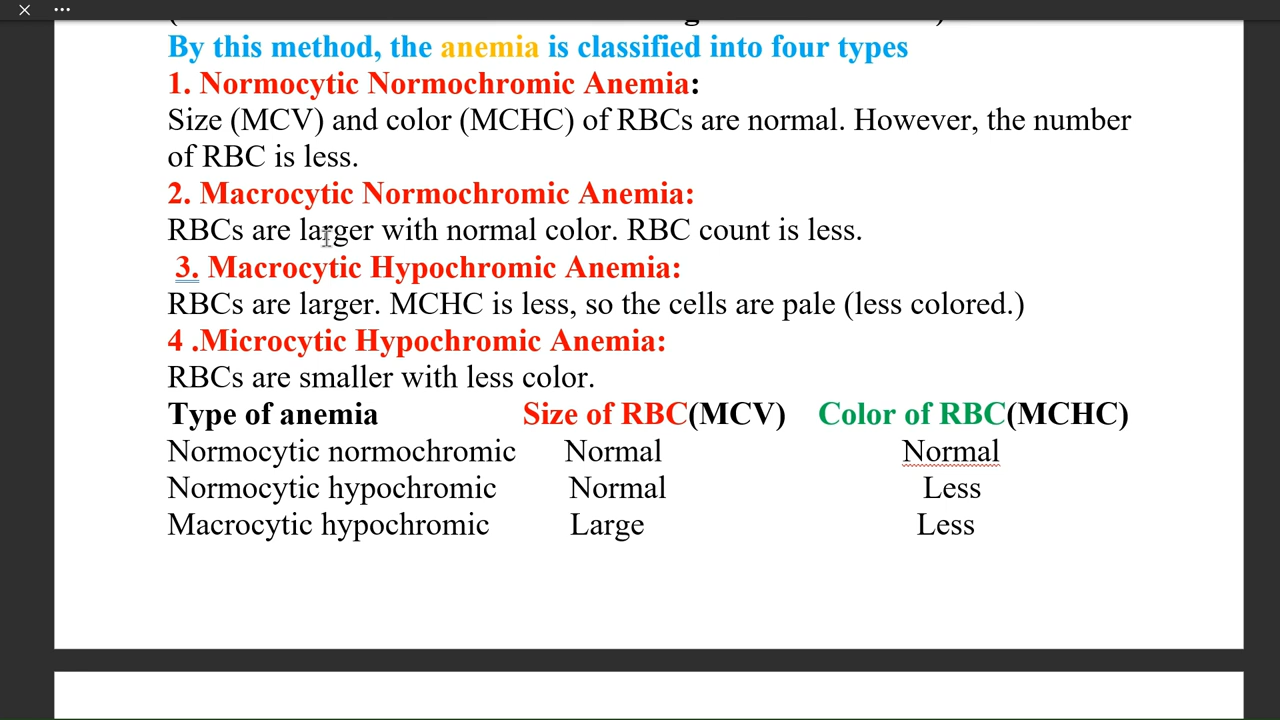 By this method, the anemia is classified into four types
1. Normocytic Normochromic Anemia:
Size (MCV) and color (MCHC) of RBCs are normal. However, the number
of RBC is less.
2. Macrocytic Normochromic Anemia:
RBCs are larger with normal color. RBC count is less.
3. Macrocytic Hypochromic Anemia:
RBCs are larger. MCHC is less, so the cells are pale (less colored.)
4 .Microcytic Hypochromic Anemia:
RBCs are smaller with less color.
Type of anemia Size of RBC(MCV) Color of RBC(MCHC)
Normocytic normochromic Normal Normal
Normocytic hypochromic Normal Less
Macrocytic hypochromic Large Less